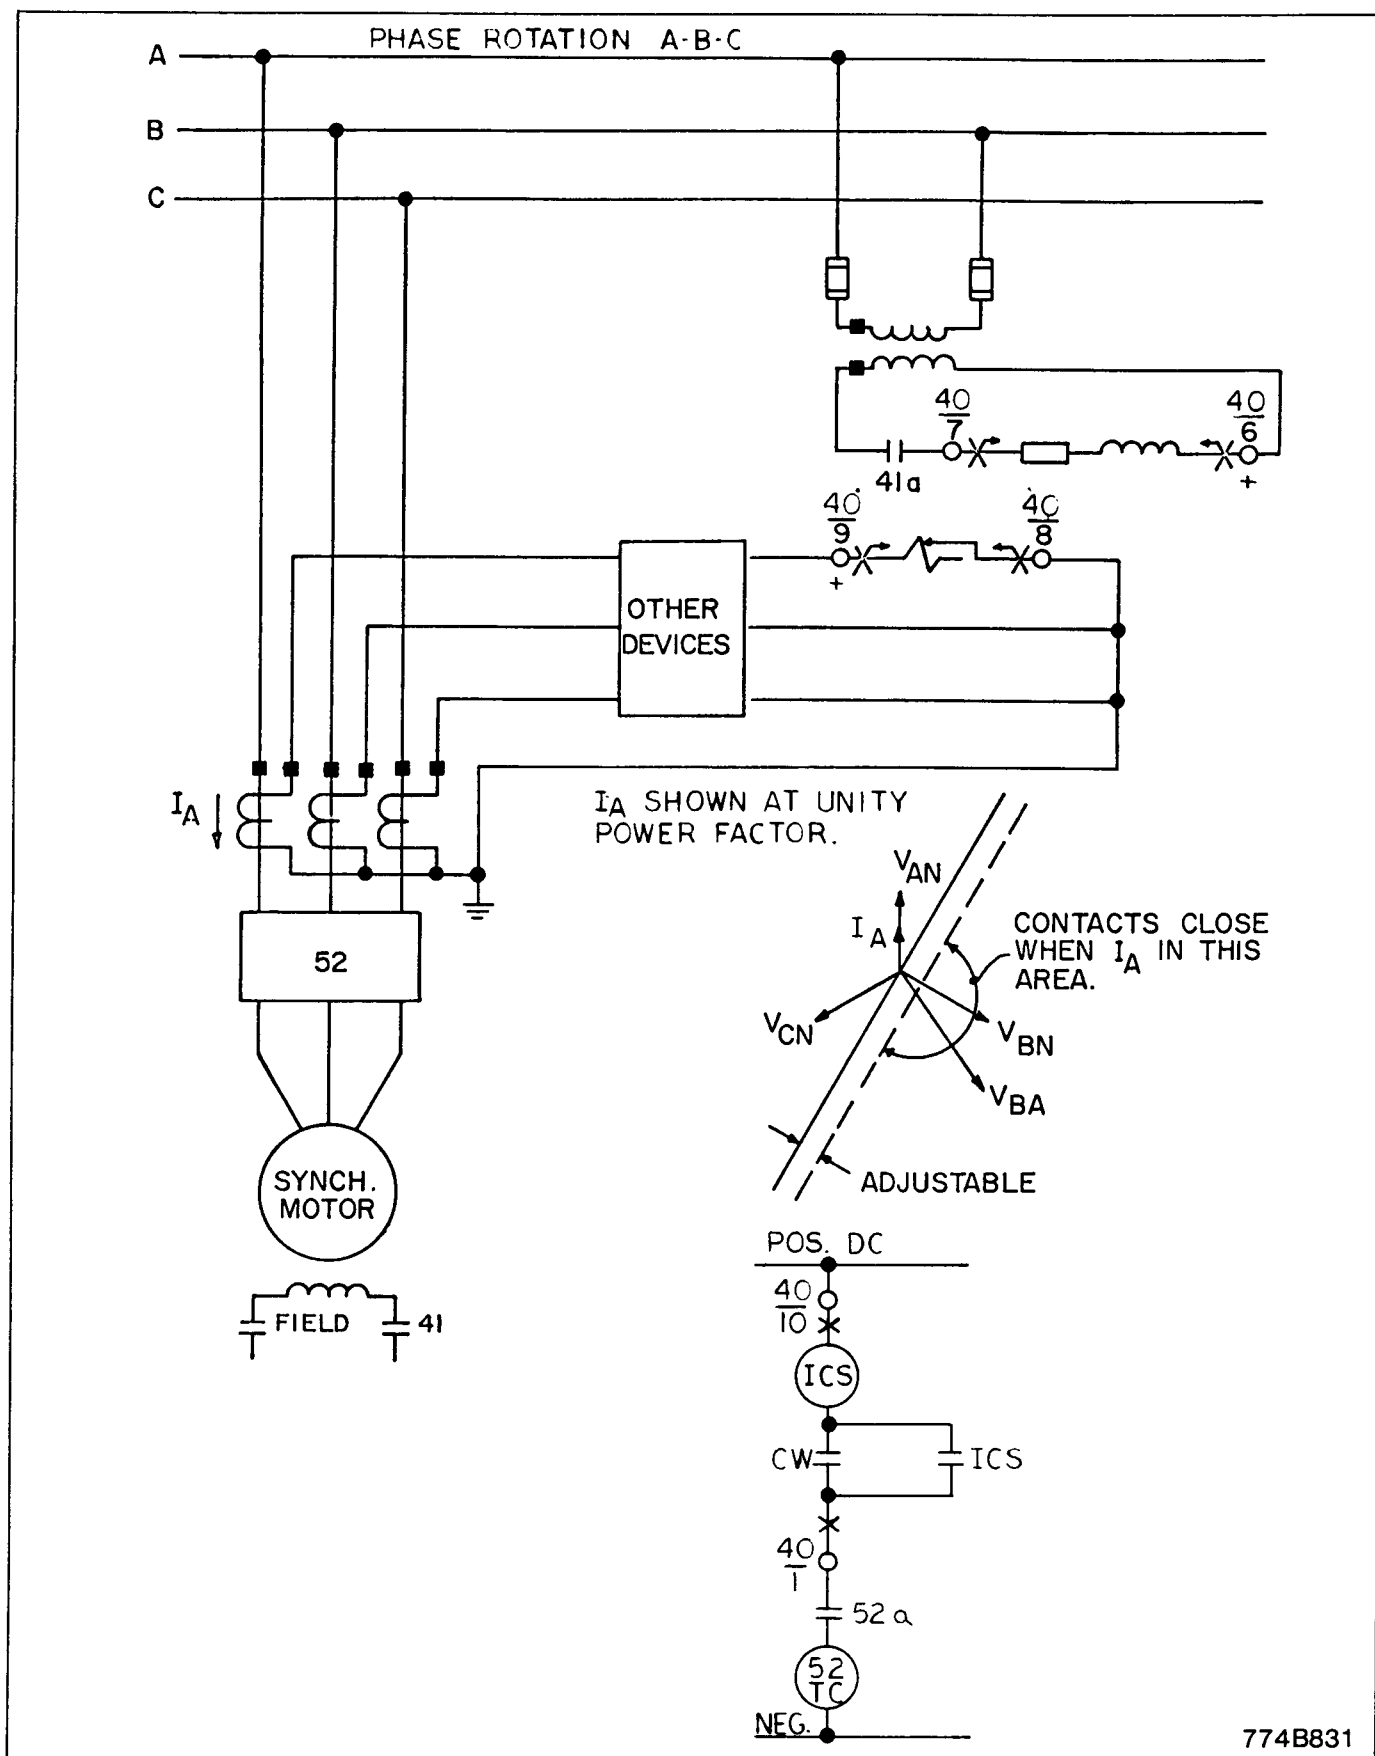 PHASE ROTATION A-B-C
A
B
C
40
7
40
6
+
41a
40
9
+
40
8
OTHER
DEVICES
IA
IA SHOWN AT UNITY
POWER FACTOR.
VAN
IA
CONTACTS CLOSE
WHEN IA IN THIS
AREA.
VCN
VBN
VBA
52
ADJUSTABLE
SYNCH.
MOTOR
FIELD
41
POS. DC
40
10
ICS
CW
ICS
40
1
52a
52
TC
NEG.
774B831